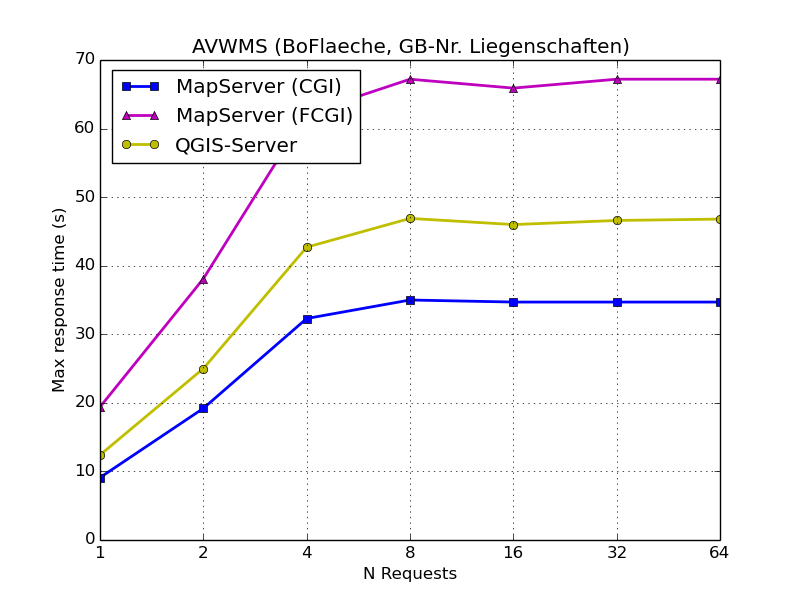 AVWMS (BoFlaeche, GB-Nr. Liegenschaften)
MapServer (CGI)
MapServer (FCGI)
QGIS-Server
Max response time (s)
70
60
50
40
30
20
10
0
1 2 4 8 16 32 64
N Requests